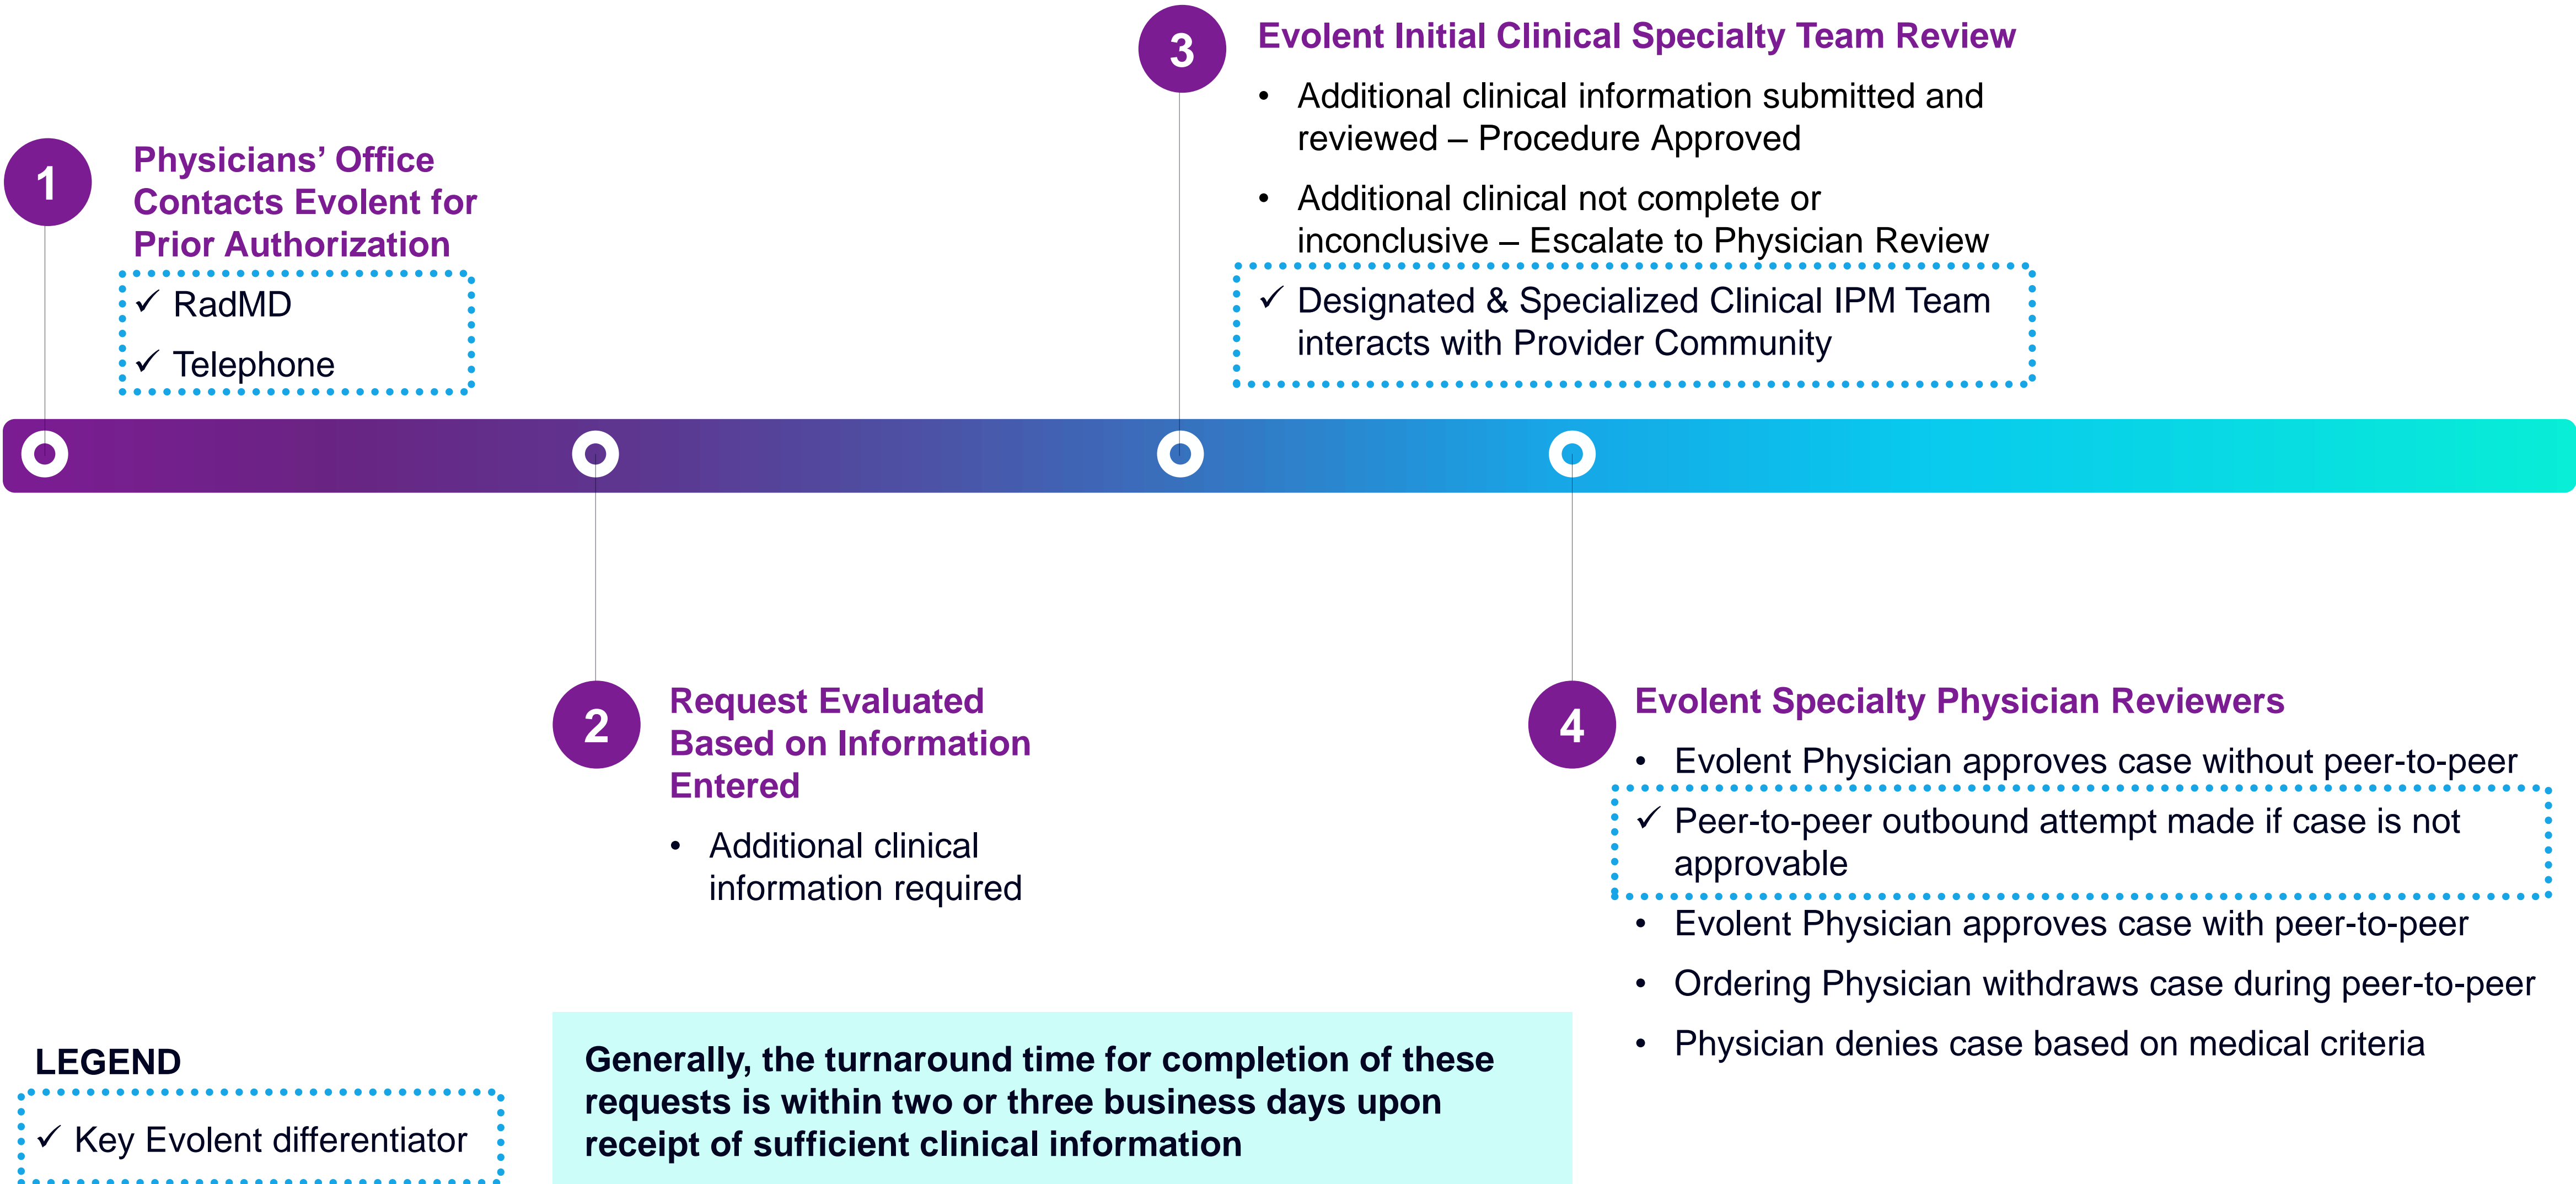 1
Physicians’ Office
Contacts Evolent for
Prior Authorization
✓ RadMD
✓ Telephone
2
Request Evaluated
Based on Information
Entered
• Additional clinical
information required
3
Evolent Initial Clinical Specialty Team Review
• Additional clinical information submitted and
reviewed – Procedure Approved
• Additional clinical not complete or
inconclusive – Escalate to Physician Review
✓ Designated & Specialized Clinical IPM Team
interacts with Provider Community
4
Evolent Specialty Physician Reviewers
• Evolent Physician approves case without peer-to-peer
✓ Peer-to-peer outbound attempt made if case is not
approvable
• Evolent Physician approves case with peer-to-peer
• Ordering Physician withdraws case during peer-to-peer
• Physician denies case based on medical criteria
LEGEND
✓ Key Evolent differentiator
Generally, the turnaround time for completion of these
requests is within two or three business days upon
receipt of sufficient clinical information